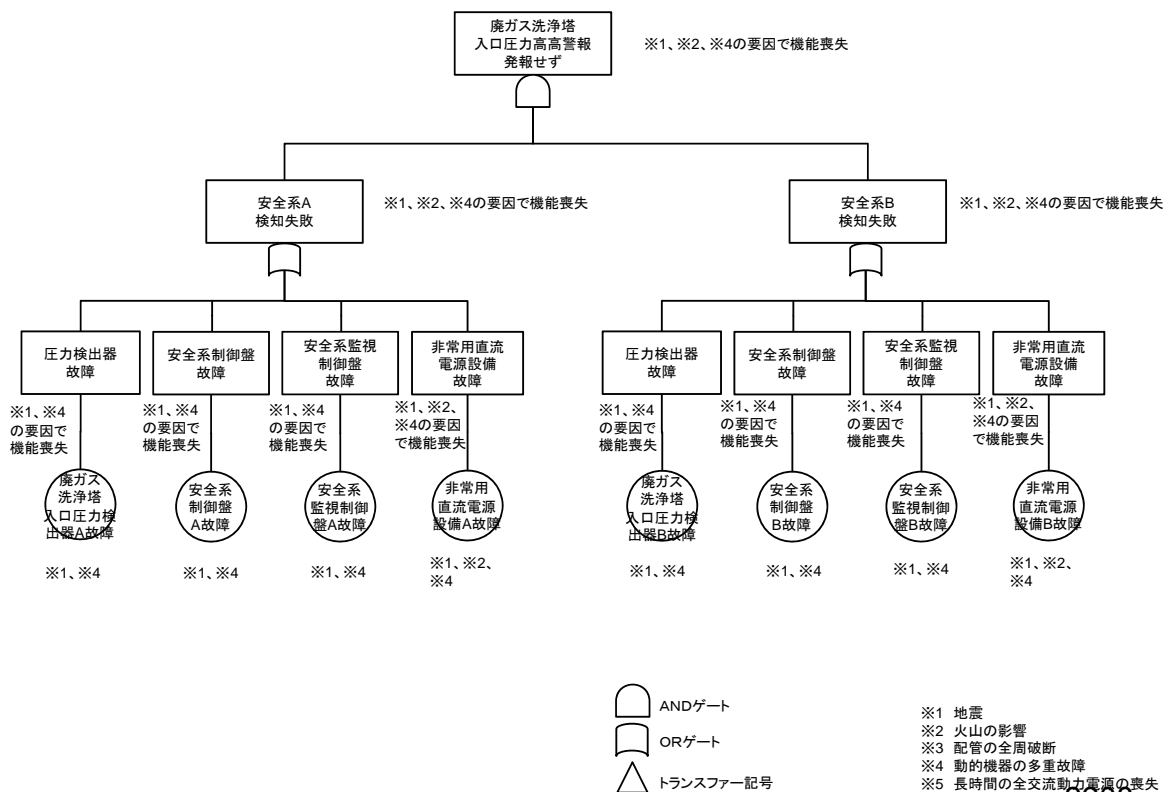 廃ガス洗浄塔
入口圧力高高警報
発報せず
※1、※2、※4の要因で機能喪失
安全系A
検知失敗
※1、※2、※4の要因で機能喪失
安全系B
検知失敗
※1、※2、※4の要因で機能喪失
圧力検出器
故障
安全系制御盤
故障
安全系監視
制御盤
故障
非常用直流
電源設備
故障
圧力検出器
故障
安全系制御盤
故障
安全系監視
制御盤
故障
非常用直流
電源設備
故障
※1、※4
の要因で
機能喪失
※1、※4
の要因で
機能喪失
※1、※4
の要因で
機能喪失
※1、※2、
※4の要因
で機能喪失
※1、※4
の要因で
機能喪失
※1、※4
の要因で
機能喪失
※1、※4
の要因で
機能喪失
※1、※2、
※4の要因
で機能喪失
廃ガス
洗浄塔
入口圧力検
出器A故障
安全系
制御盤
A故障
安全系
監視制御
盤A故障
非常用
直流電源
設備A故障
廃ガス
洗浄塔
入口圧力検
出器B故障
安全系
制御盤
B故障
安全系
監視制御
盤B故障
非常用
直流電源
設備B故障
※1、※4
※1、※4
※1、※4
※1、※2、
※4
※1、※4
※1、※4
※1、※4
※1、※2、
※4
ANDゲート
ORゲート
トランスファー記号
※1 地震
※2 火山の影響
※3 配管の全周破断
※4 動的機器の多重故障
※5 長時間の全交流動力電源の喪失